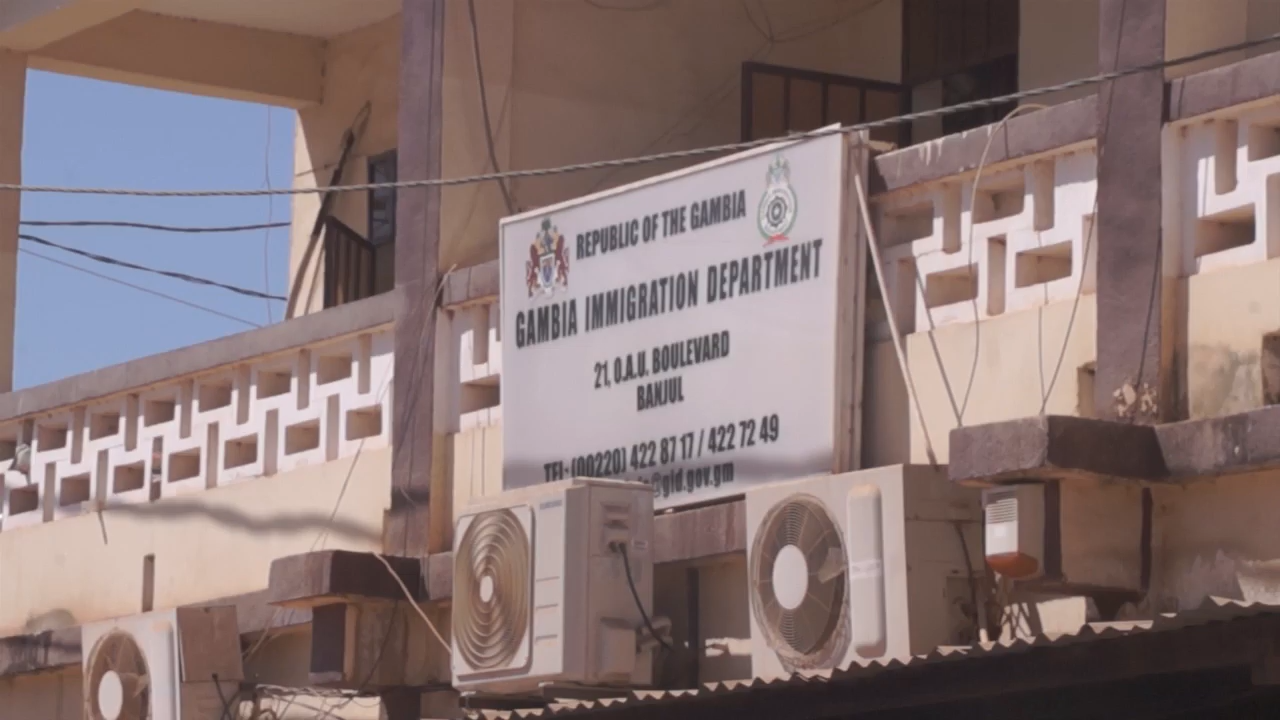 REPUBLIC OF THE GAMBIA
GAMBIA IMMIGRATION DEPARTMENT
21, O.A.U. BOULEVARD
BANJUL
TEL: (00220) 422 87 17 / 422 72 49
@gid.gov.gm